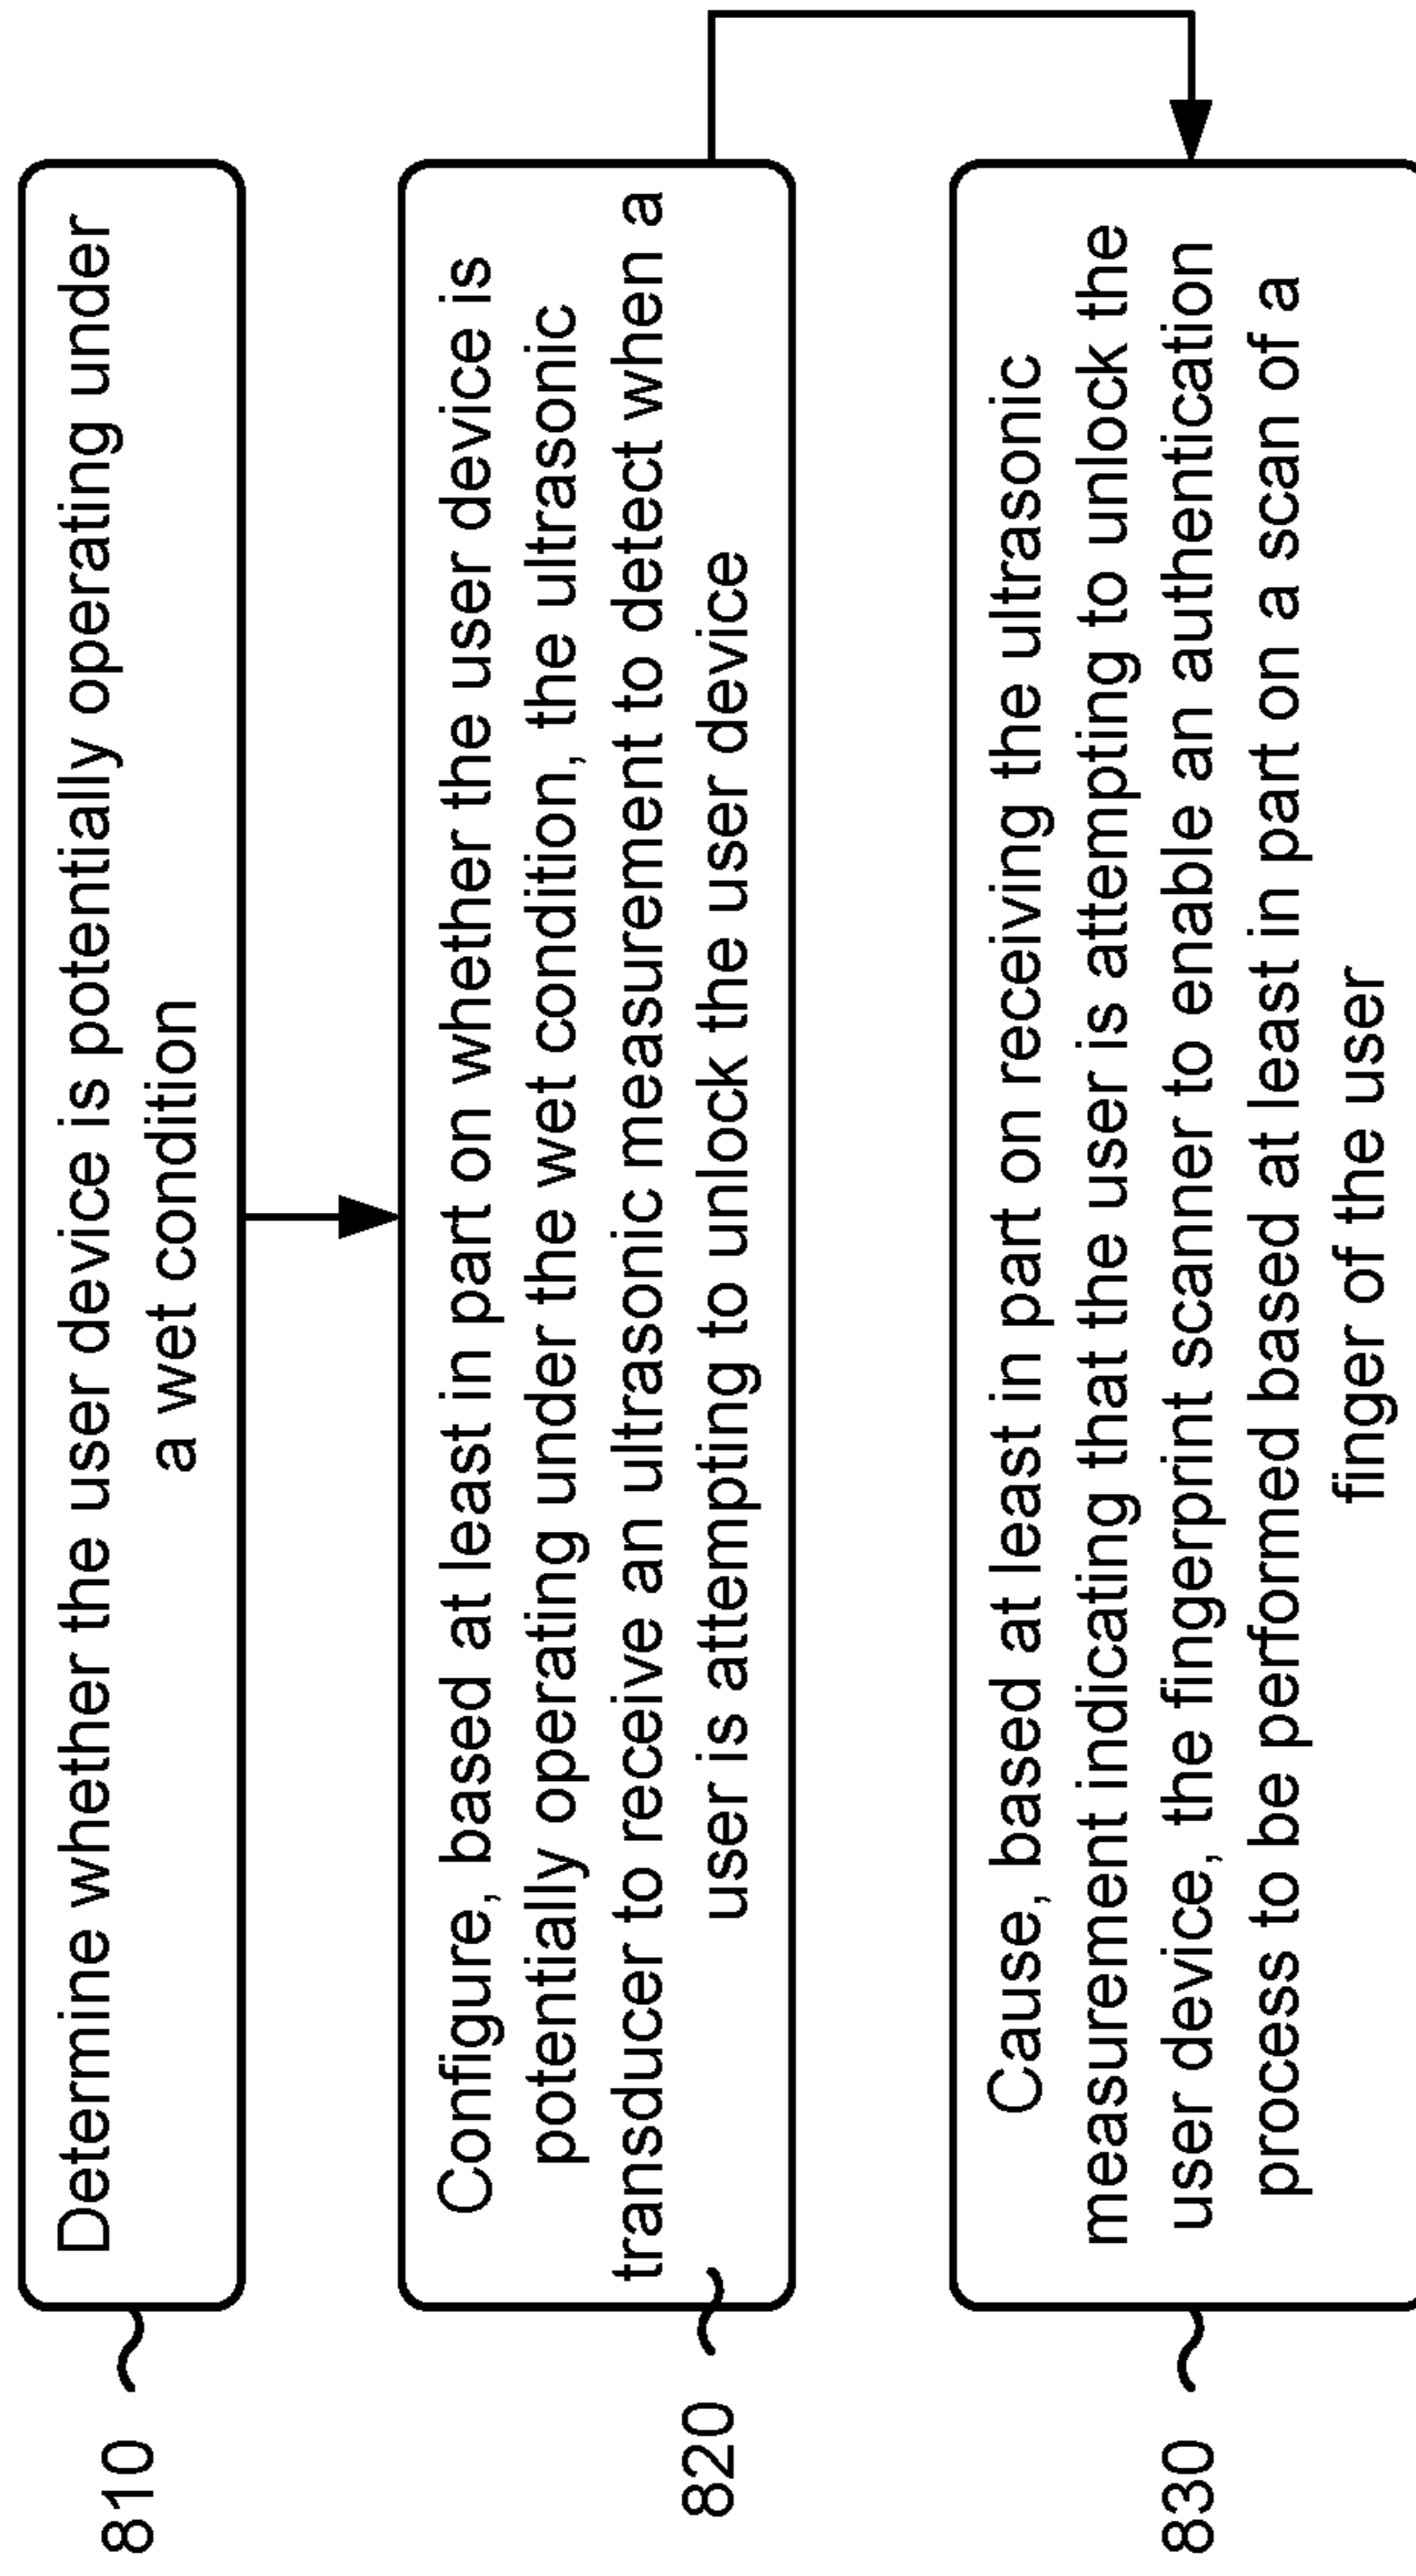 810
Determine whether the user device is potentially operating under
a wet condition
820
Configure, based at least in part on whether the user device is
potentially operating under the wet condition, the ultrasonic
transducer to receive an ultrasonic measurement to detect when a
user is attempting to unlock the user device
830
Cause, based at least in part on receiving the ultrasonic
measurement indicating that the user is attempting to unlock the
user device, the fingerprint scanner to enable an authentication
process to be performed based at least in part on a scan of a
finger of the user